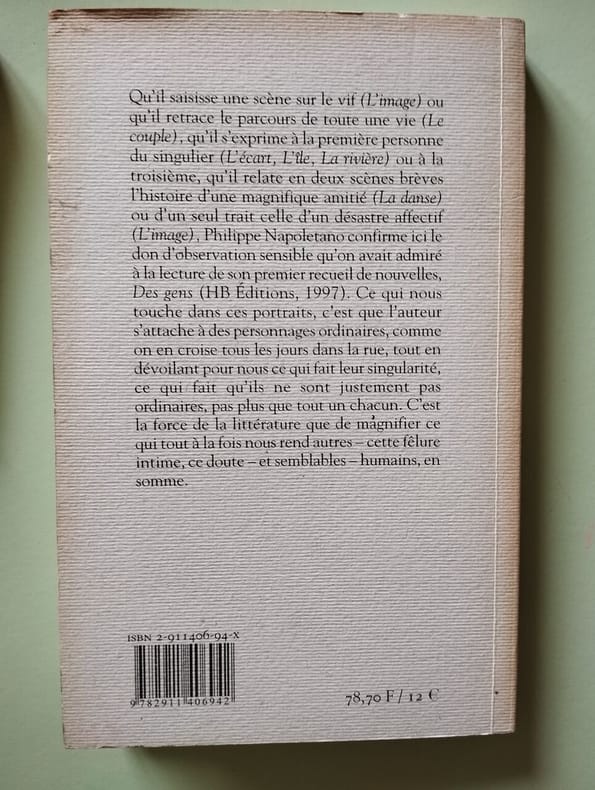 Qu'il saisisse une scène sur le vif (L'image) ou
qu'il retrace le parcours de toute une vie (Le
couple), qu'il s'exprime à la première personne
du singulier (L'écart, L'île, La rivière) ou à la
troisième, qu'il relate en deux scènes brèves
l'histoire d'une magnifique amitié (La danse)
ou d'un seul trait celle d'un désastre affectif
(L'image), Philippe Napoletano confirme ici le
don d'observation sensible qu'on avait admiré
à la lecture de son premier recueil de nouvelles,
Des gens (HB Éditions, 1997). Ce qui nous
touche dans ces portraits, c'est que l'auteur
s'attache à des personnages ordinaires, comme
on en croise tous les jours dans la rue, tout en
dévoilant pour nous ce qui fait leur singularité,
ce qui fait qu'ils ne sont justement pas
ordinaires, pas plus que tout un chacun. C'est
la force de la littérature que de magnifier ce
qui tout à la fois nous rend autres – cette fêlure
intime, ce doute – et semblables – humains, en
somme.
ISBN 2-911406-94-X
9 782911 406942
78,70 F / 12 €